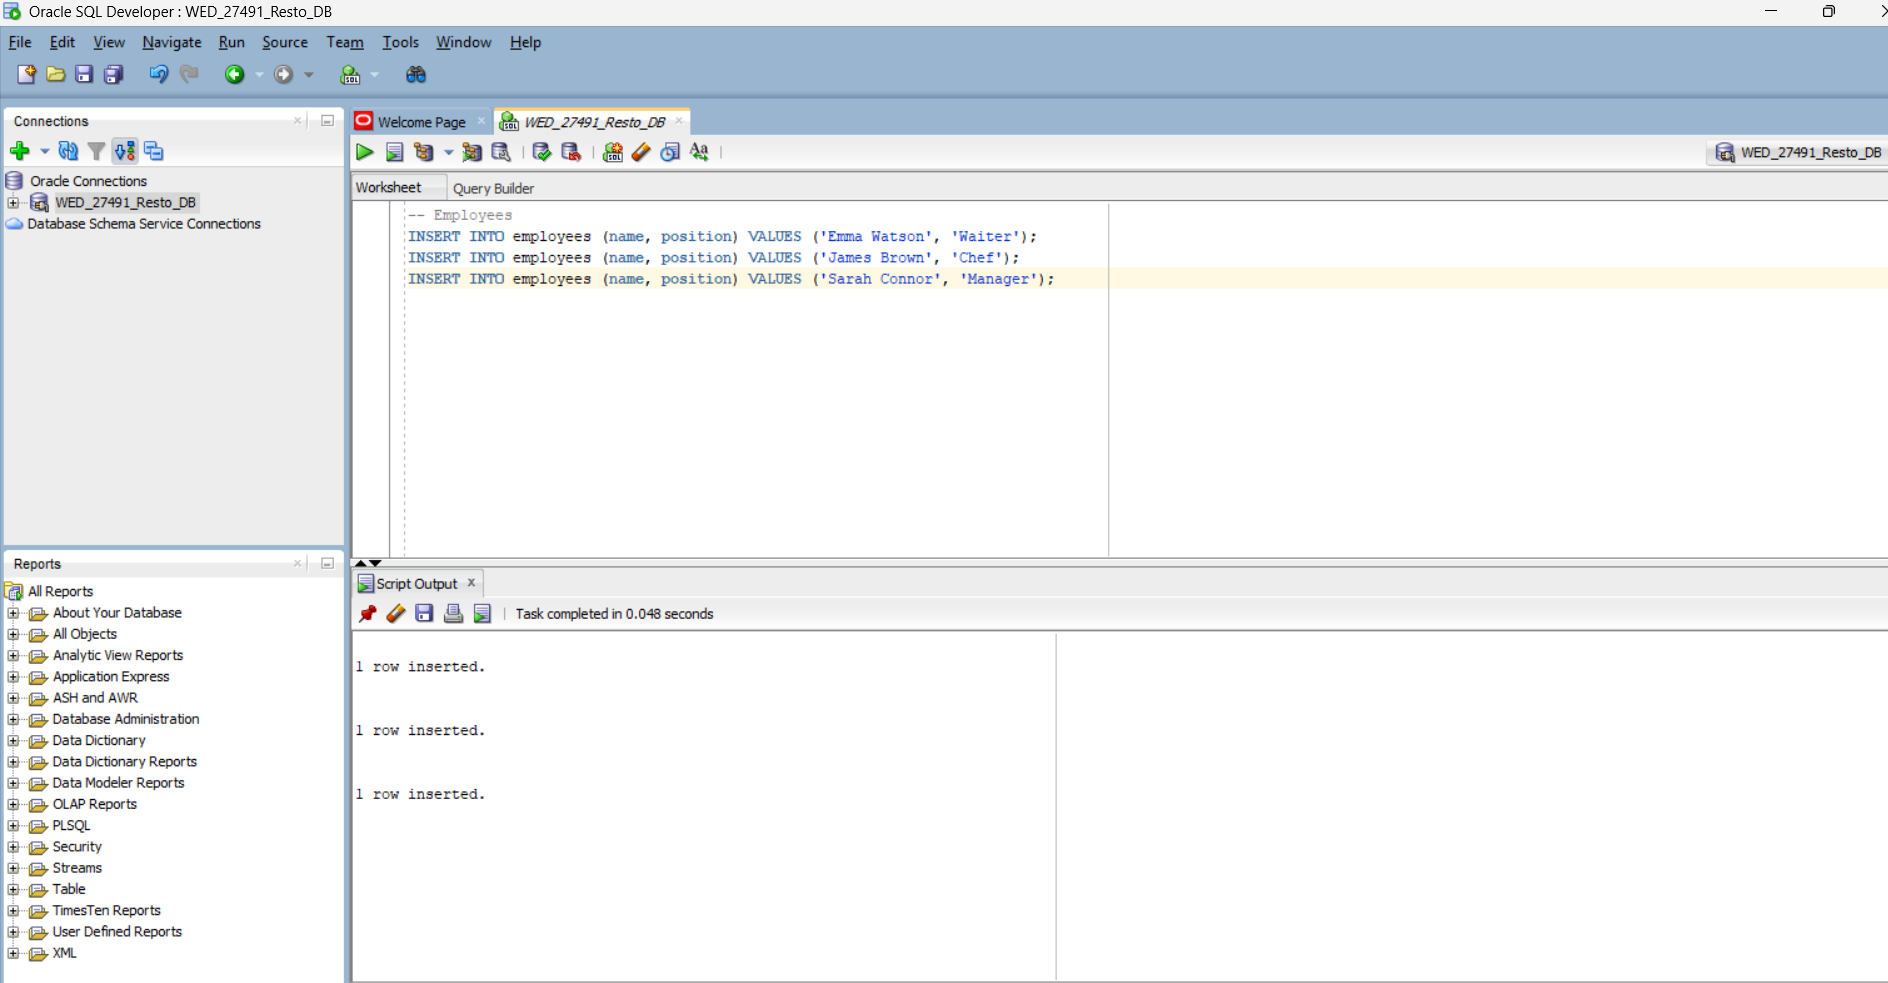 Oracle SQL Developer : WED_27491_Resto_DB
File Edit View Navigate Run Source Team Tools Window Help
Connections
Oracle Connections
WED_27491_Resto_DB
Database Schema Service Connections
Reports
All Reports
About Your Database
All Objects
Analytic View Reports
Application Express
ASH and AWR
Database Administration
Data Dictionary
Data Dictionary Reports
Data Modeler Reports
OLAP Reports
PLSQL
Security
Streams
Table
TimesTen Reports
User Defined Reports
XML
Welcome Page
WED_27491_Resto_DB
WED_27491_Resto_DB
Worksheet Query Builder
-- Employees
INSERT INTO employees (name, position) VALUES ('Emma Watson', 'Waiter');
INSERT INTO employees (name, position) VALUES ('James Brown', 'Chef');
INSERT INTO employees (name, position) VALUES ('Sarah Connor', 'Manager');
Script Output
Task completed in 0.048 seconds
1 row inserted.
1 row inserted.
1 row inserted.